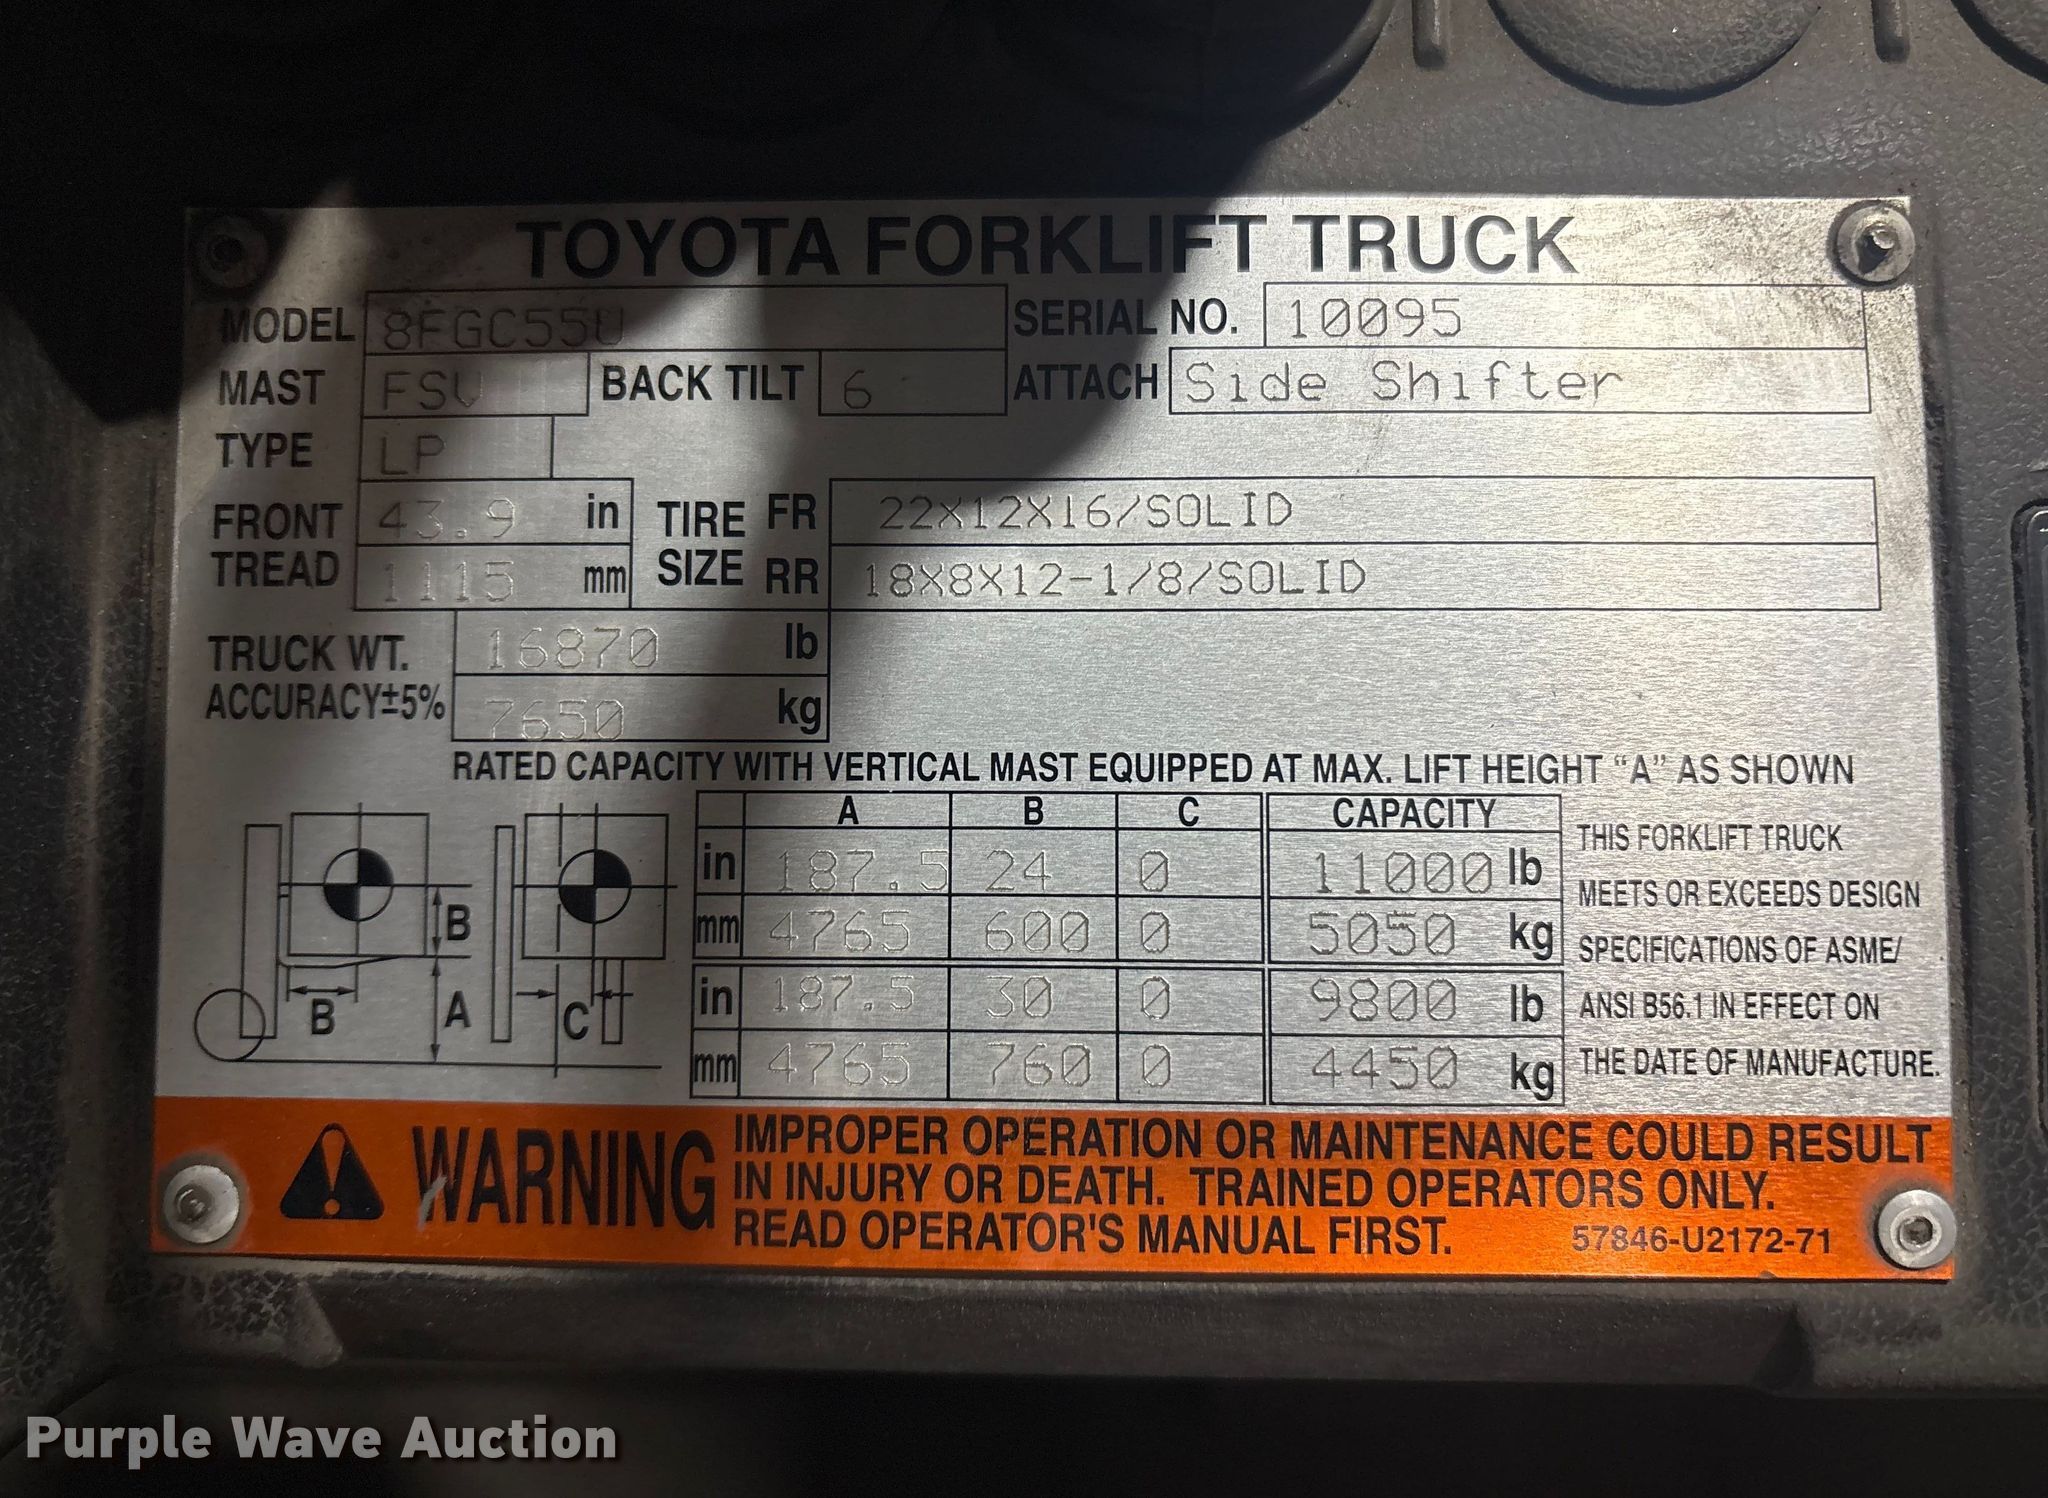 TOYOTA FORKLIFT TRUCK
MODEL 8FGC55U SERIAL NO. 10095
MAST FSV BACK TILT 6 ATTACH Side Shifter
TYPE LP
FRONT TREAD 43.9 in TIRE SIZE FR 22X12X16/SOLID
1115 mm RR 18X8X12-1/8/SOLID
TRUCK WT. 16870 lb
ACCURACY±5% 7650 kg
RATED CAPACITY WITH VERTICAL MAST EQUIPPED AT MAX. LIFT HEIGHT "A" AS SHOWN
A B C CAPACITY
in 187.5 24 0 11000 lb
mm 4765 600 0 5050 kg
in 187.5 30 0 9800 lb
mm 4765 760 0 4450 kg
B
B
A
C
THIS FORKLIFT TRUCK
MEETS OR EXCEEDS DESIGN
SPECIFICATIONS OF ASME/
ANSI B56.1 IN EFFECT ON
THE DATE OF MANUFACTURE.
WARNING
IMPROPER OPERATION OR MAINTENANCE COULD RESULT
IN INJURY OR DEATH. TRAINED OPERATORS ONLY.
READ OPERATOR'S MANUAL FIRST.
57846-U2172-71
Purple Wave Auction